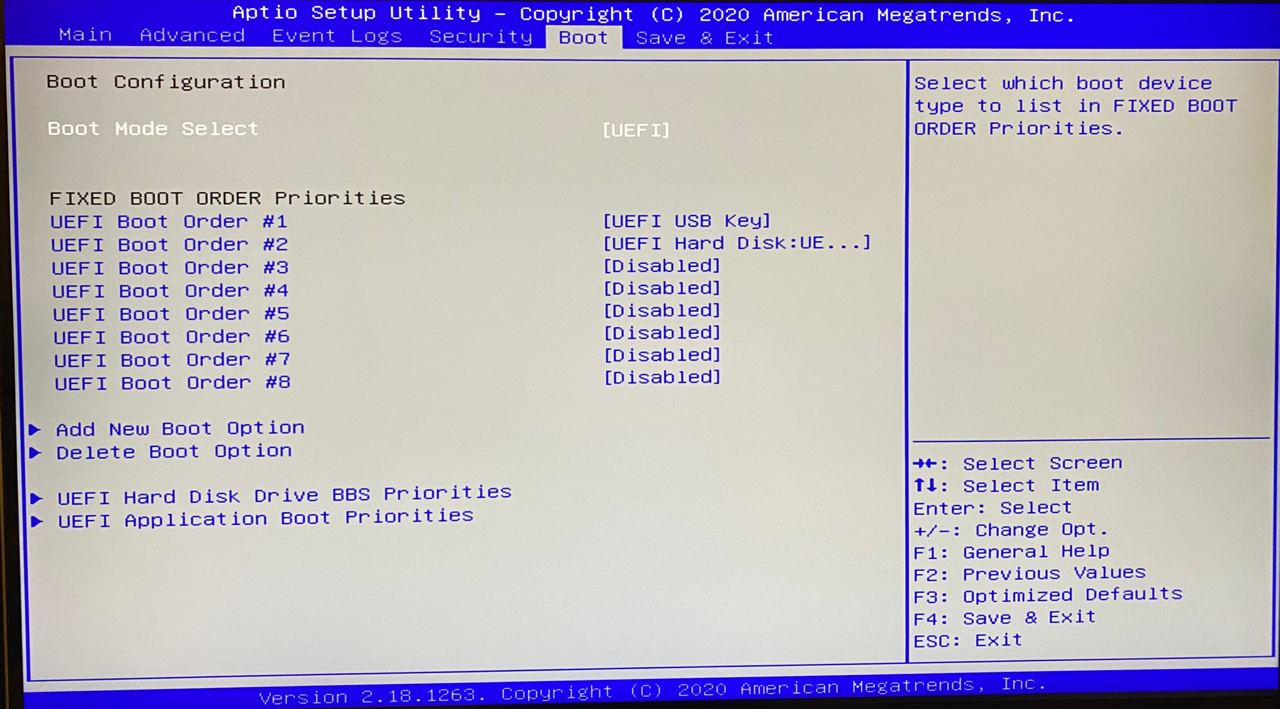 Aptio Setup Utility – Copyright (C) 2020 American Megatrends, Inc.
Main Advanced Event Logs Security Boot Save & Exit
Boot Configuration
Boot Mode Select [UEFI]
FIXED BOOT ORDER Priorities
UEFI Boot Order #1 [UEFI USB Key]
UEFI Boot Order #2 [UEFI Hard Disk:UE...]
UEFI Boot Order #3 [Disabled]
UEFI Boot Order #4 [Disabled]
UEFI Boot Order #5 [Disabled]
UEFI Boot Order #6 [Disabled]
UEFI Boot Order #7 [Disabled]
UEFI Boot Order #8 [Disabled]
▶ Add New Boot Option
▶ Delete Boot Option
▶ UEFI Hard Disk Drive BBS Priorities
▶ UEFI Application Boot Priorities
Select which boot device
type to list in FIXED BOOT
ORDER Priorities.
→←: Select Screen
↑↓: Select Item
Enter: Select
+/-: Change Opt.
F1: General Help
F2: Previous Values
F3: Optimized Defaults
F4: Save & Exit
ESC: Exit
Version 2.18.1263. Copyright (C) 2020 American Megatrends, Inc.